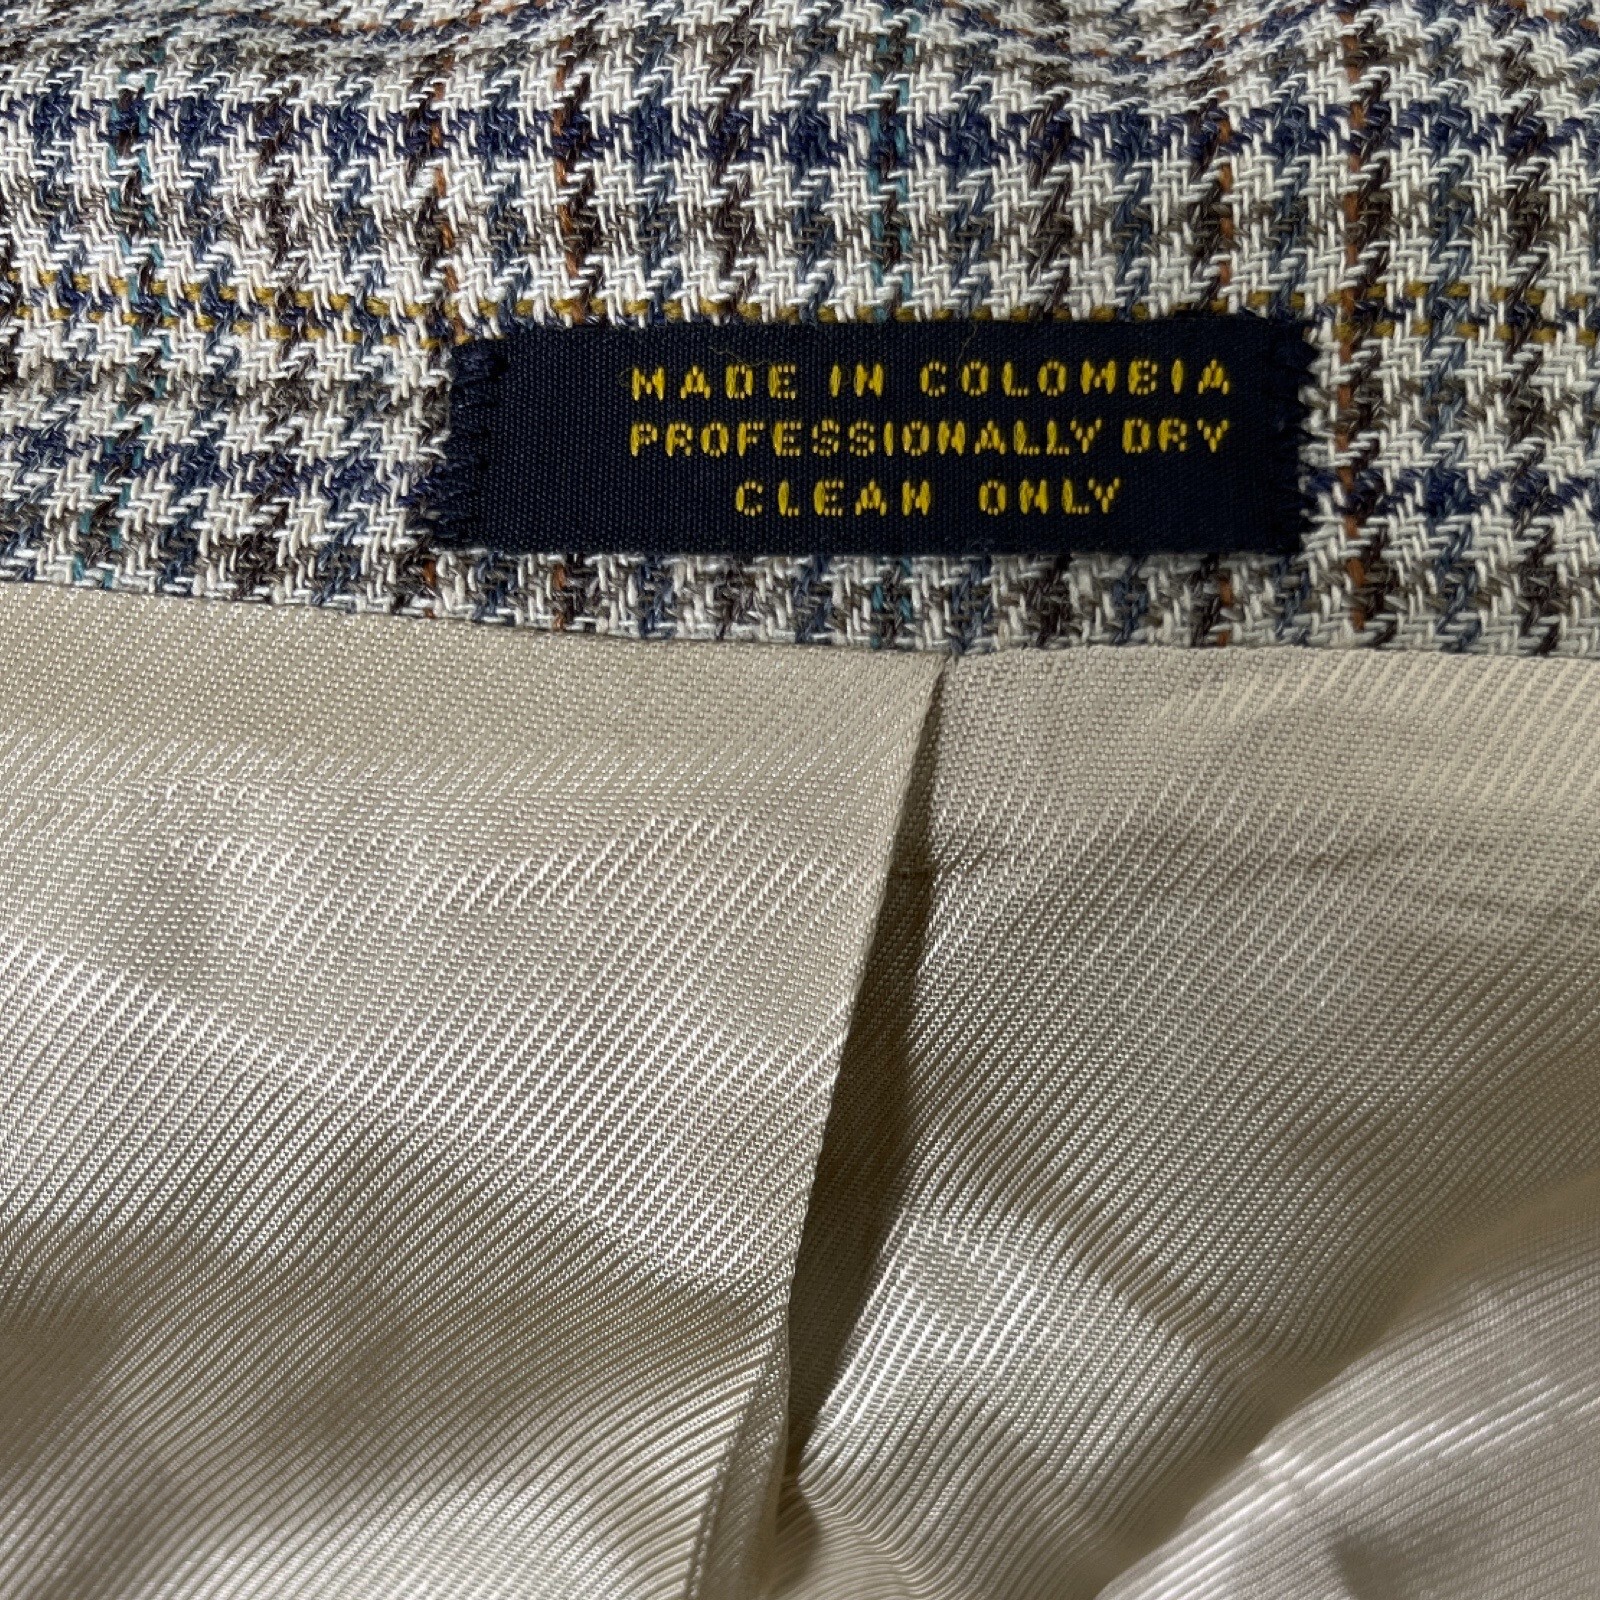 MADE IN COLOMBIA
PROFESSIONALLY DRY
CLEAN ONLY